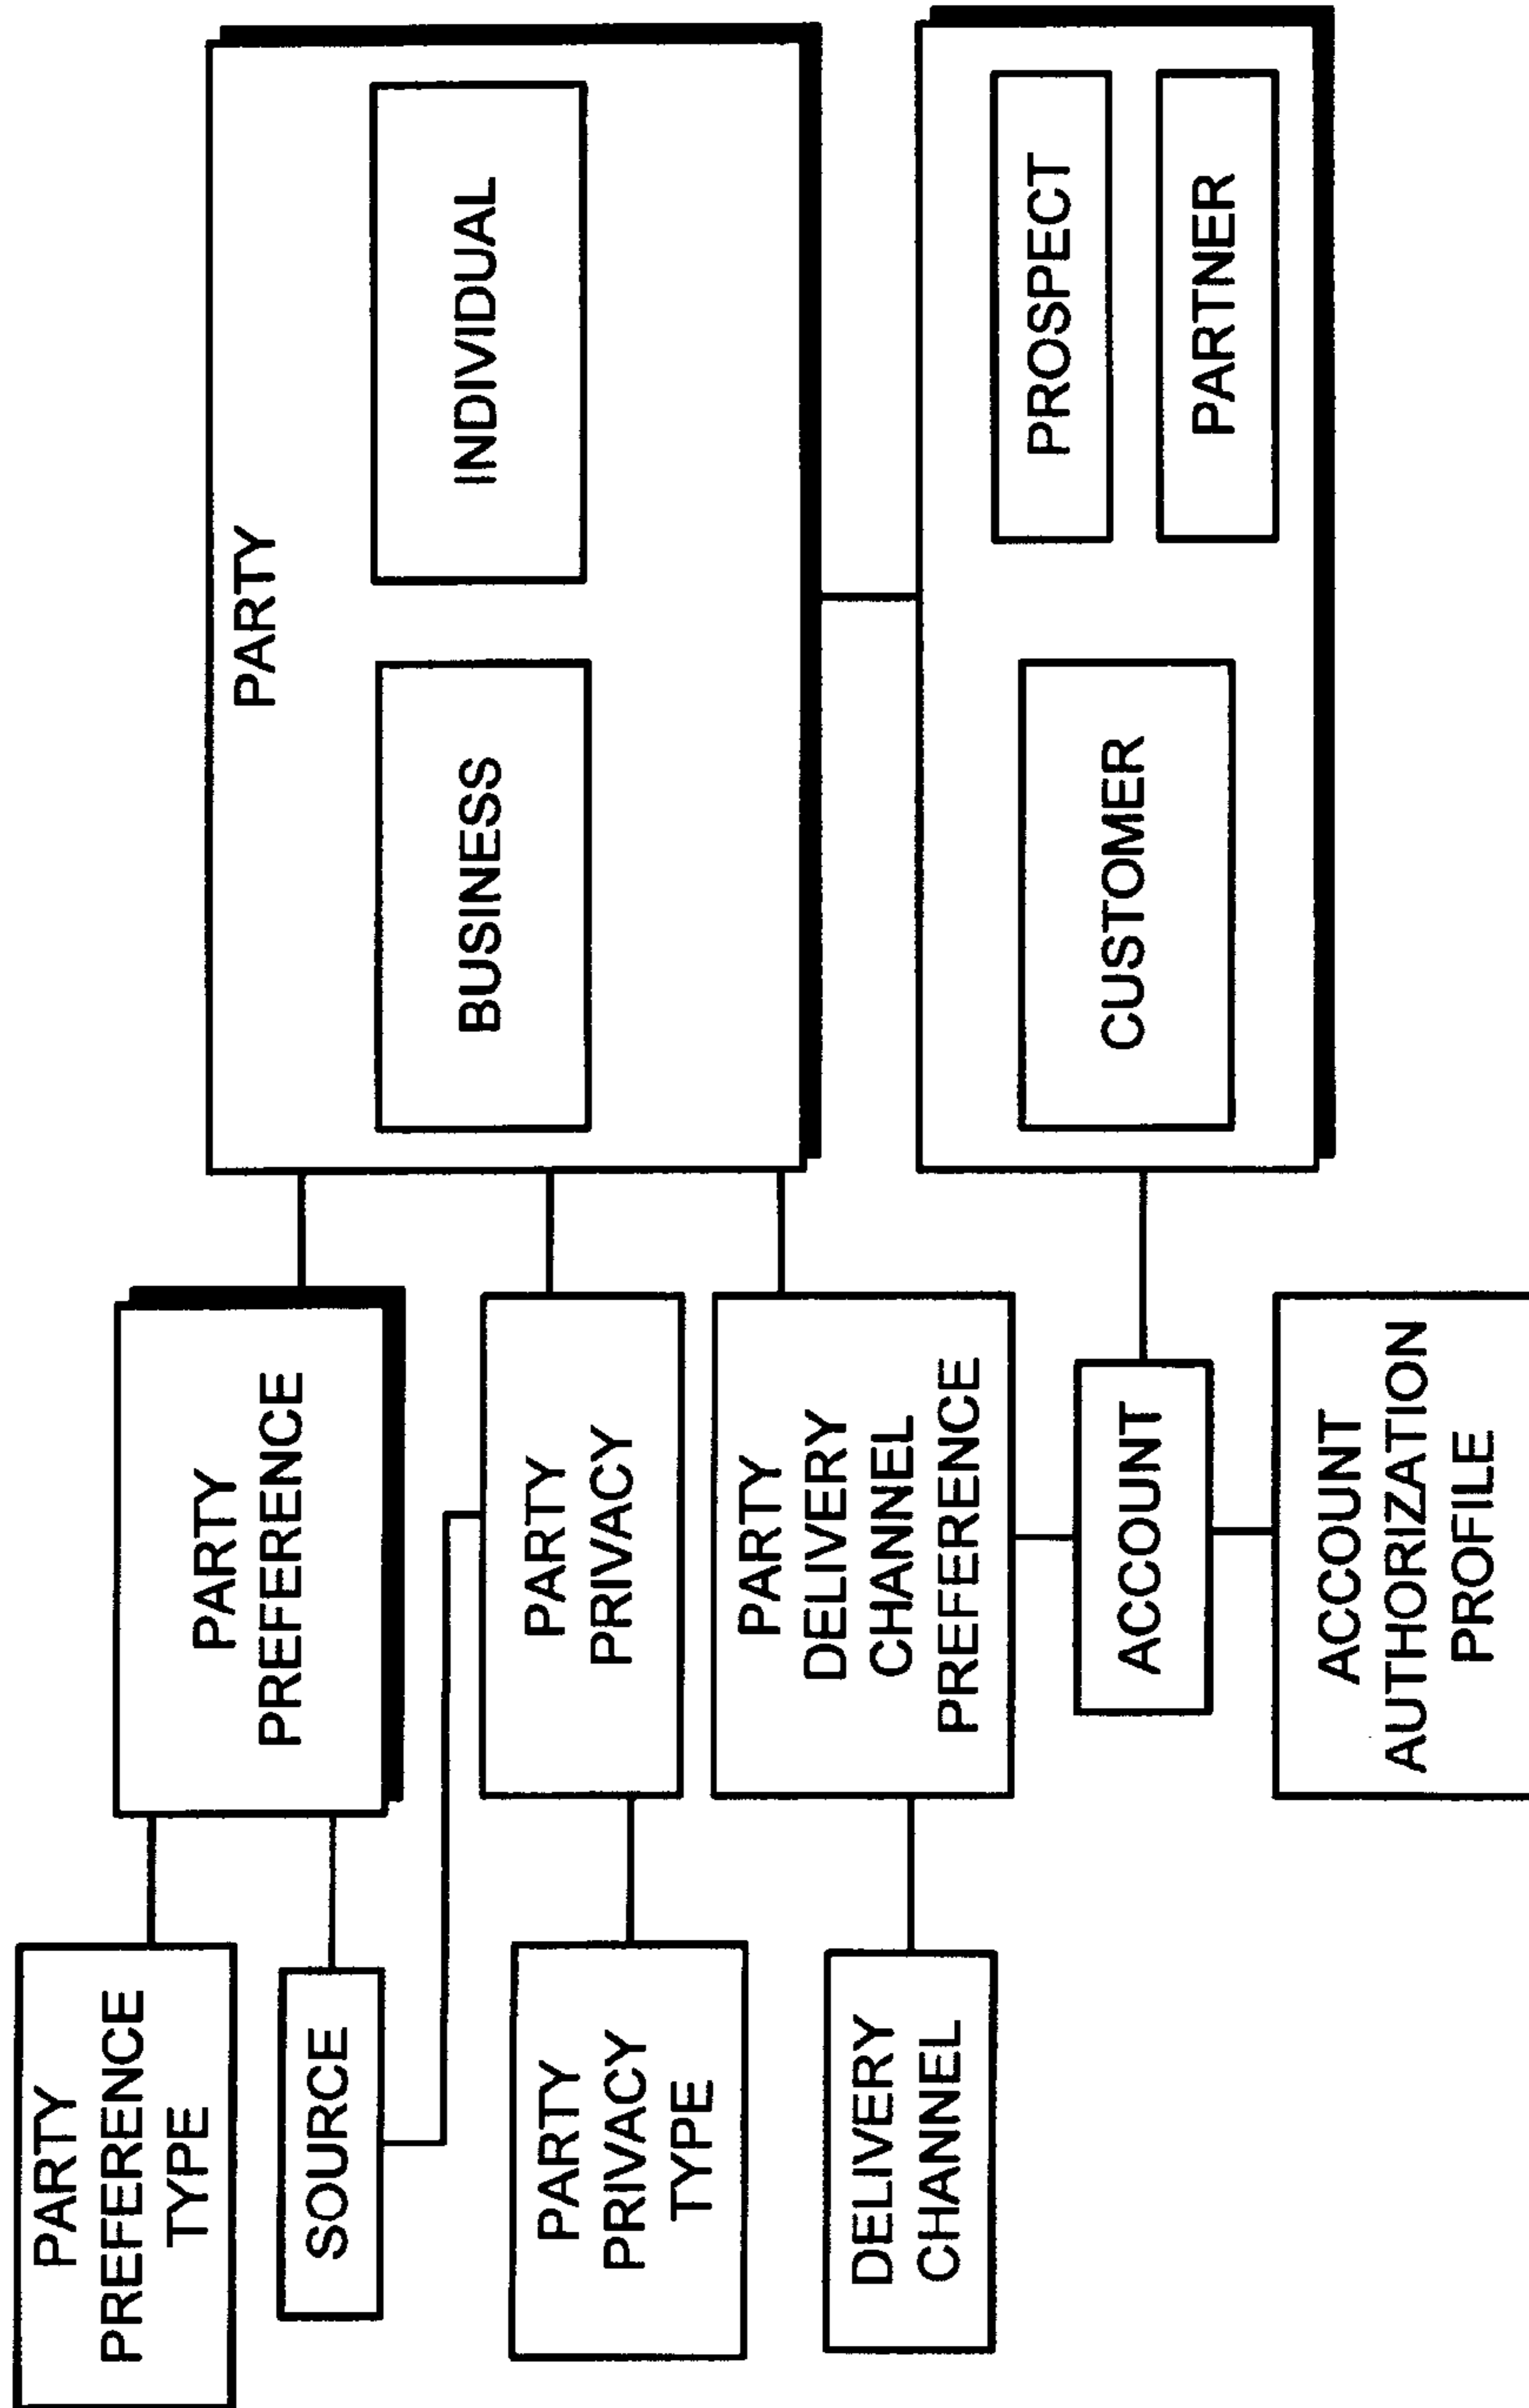 PARTY
PREFERENCE
TYPE
SOURCE
PARTY
PRIVACY
TYPE
DELIVERY
CHANNEL
PARTY
PREFERENCE
PARTY
PRIVACY
PARTY
DELIVERY
CHANNEL
PREFERENCE
ACCOUNT
ACCOUNT
AUTHORIZATION
PROFILE
PARTY
BUSINESS
INDIVIDUAL
CUSTOMER
PROSPECT
PARTNER